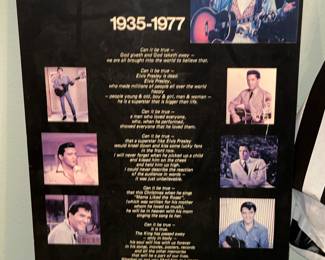 1935-1977
Can it be true —
God giveth and God taketh away —
we are all brought into the world to believe that.
Can it be true —
Elvis Presley is dead.
Elvis Presley,
who made millions of people all over the world
happy
— people young & old, boy & girl, man & woman —
he is a superstar that is bigger than life.
Can it be true —
a man who loved everyone,
who, when he performed,
showed everyone that he loved them.
Can it be true —
that a superstar like Elvis Presley
would kneel down and kiss some lucky fans
in the front row.
I will never forget when he picked up a child
and kissed him on the cheek
and held him up high.
I could never describe the reaction
of the audience in words —
it was just unbelievable.
Can it be true —
that this Christmas when he sings
"Mama Liked the Roses"
(which was written for his mother
whom he loved so much),
he will be in heaven with his mom
singing the song to her.
Can it be true —
it is true.
The King has passed away
— only in body —
his soul will live with us forever
in his songs, movies, posters, records
and all the other memories
that will be a part of our lives.